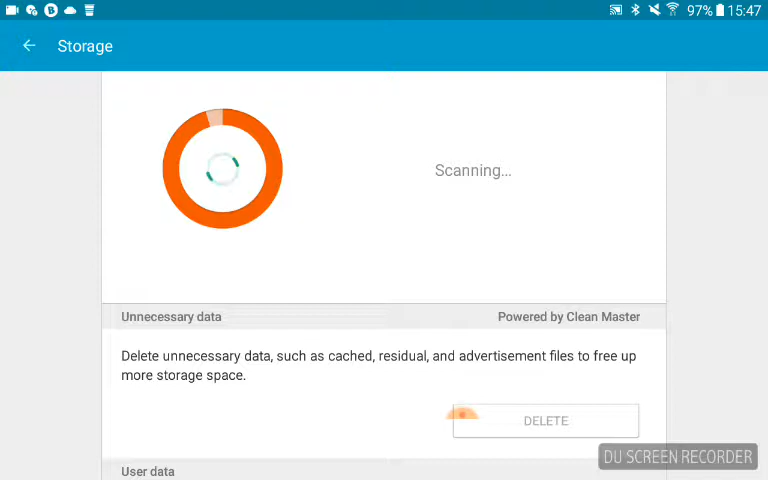 97% 15:47
Storage
Scanning...
Unnecessary data
Powered by Clean Master
Delete unnecessary data, such as cached, residual, and advertisement files to free up
more storage space.
DELETE
DU SCREEN RECORDER
User data